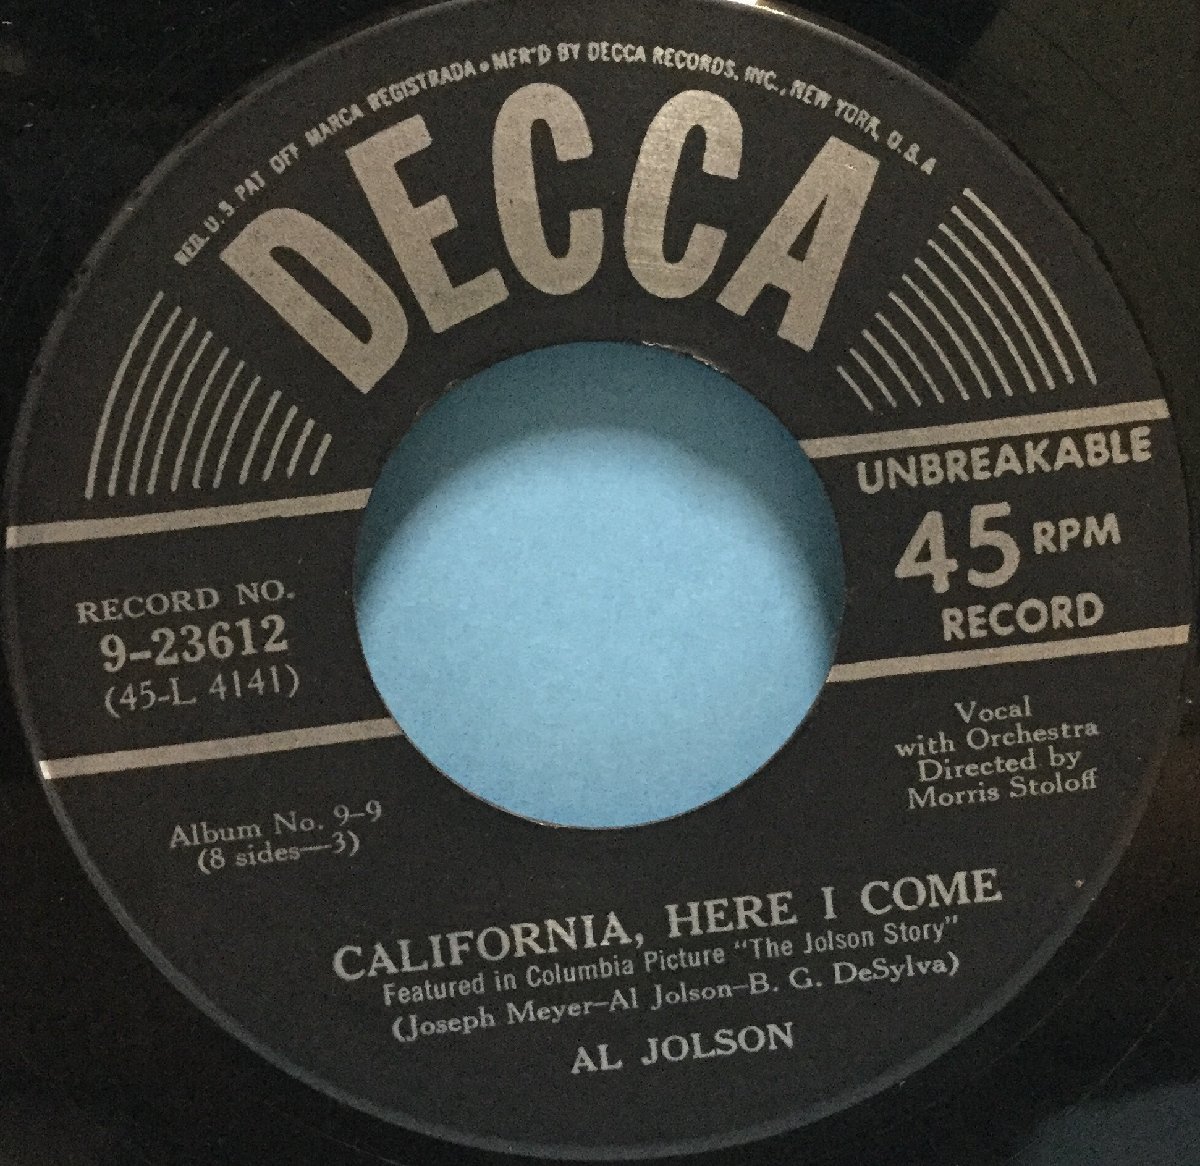 REG. U.S PAT OFF MARCA REGISTRADA • MFR'D BY DECCA RECORDS, INC., NEW YORK, U.S.A
DECCA
UNBREAKABLE
45 RPM
RECORD
RECORD NO.
9-23612
(45-L 4141)
Vocal
with Orchestra
Directed by
Morris Stoloff
Album No. 9-9
(8 sides—3)
CALIFORNIA, HERE I COME
Featured in Columbia Picture "The Jolson Story"
(Joseph Meyer-Al Jolson-B. G. DeSylva)
AL JOLSON